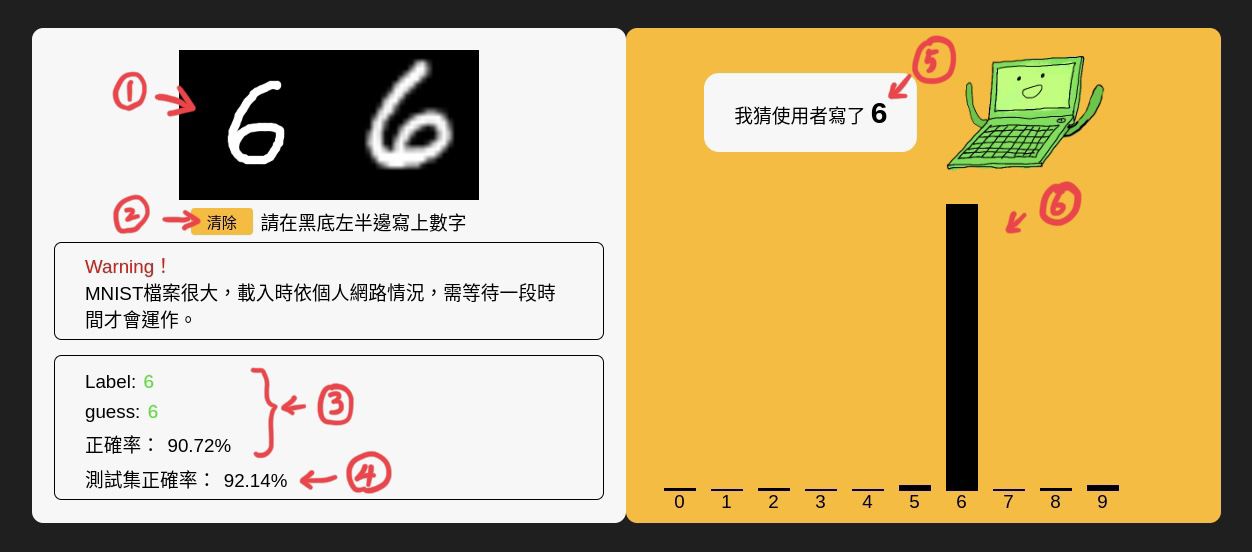 ①
6 6
②
清除 請在黑底左半邊寫上數字
Warning！
MNIST檔案很大，載入時依個人網路情況，需等待一段時
間才會運作。
Label: 6
guess: 6
正確率： 90.72%
③
測試集正確率： 92.14%
④
⑤
我猜使用者寫了 6
⑥
0 1 2 3 4 5 6 7 8 9